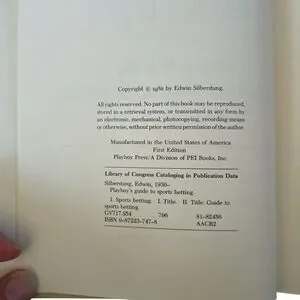 Copyright © 1982 by Edwin Silberstang.
All rights reserved. No part of this book may be reproduced,
stored in a retrieval system, or transmitted in any form by
an electronic, mechanical, photocopying, recording means
or otherwise, without prior written permission of the author.
Manufactured in the United States of America
First Edition
Playboy Press/A Division of PEI Books, Inc.
Library of Congress Cataloging in Publication Data
Silberstang, Edwin, 1930–
Playboy's guide to sports betting.
1. Sports betting. I. Title. II. Title: Guide to
sports betting.
GV717.S54 796 81-82456
ISBN 0-87223-747-8 AACR2